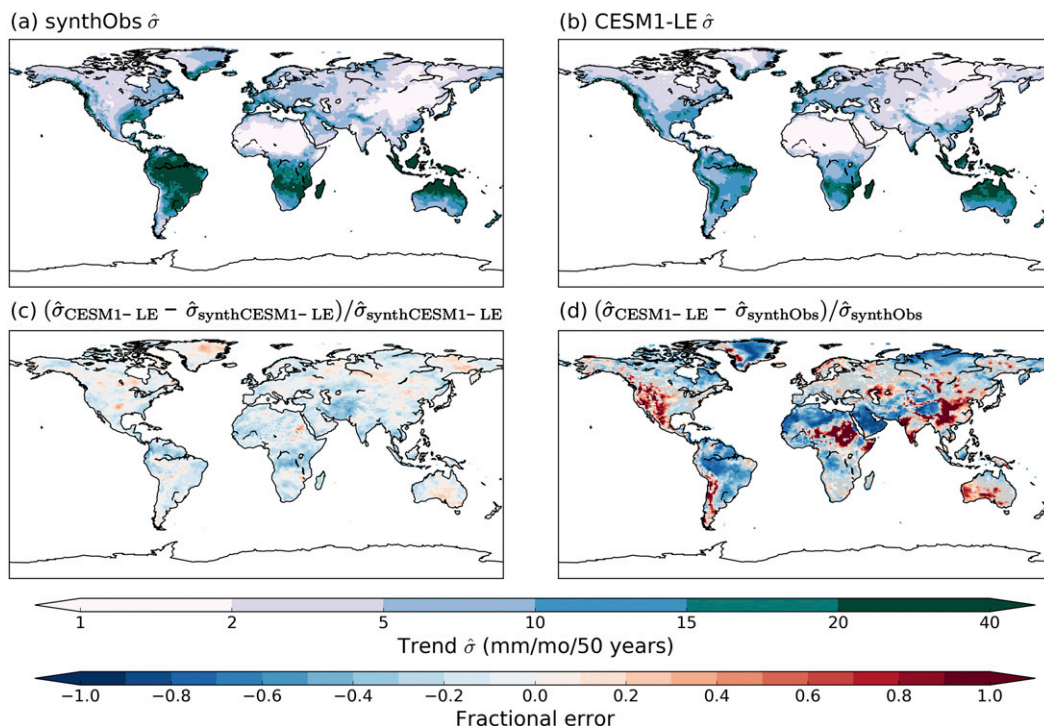 (a) synthObs σ̂
(b) CESM1-LE σ̂
(c) (σ̂CESM1-LE − σ̂synthCESM1-LE)/σ̂synthCESM1-LE
(d) (σ̂CESM1-LE − σ̂synthObs)/σ̂synthObs
1 2 5 10 15 20 40
Trend σ̂ (mm/mo/50 years)
−1.0 −0.8 −0.6 −0.4 −0.2 0.0 0.2 0.4 0.6 0.8 1.0
Fractional error